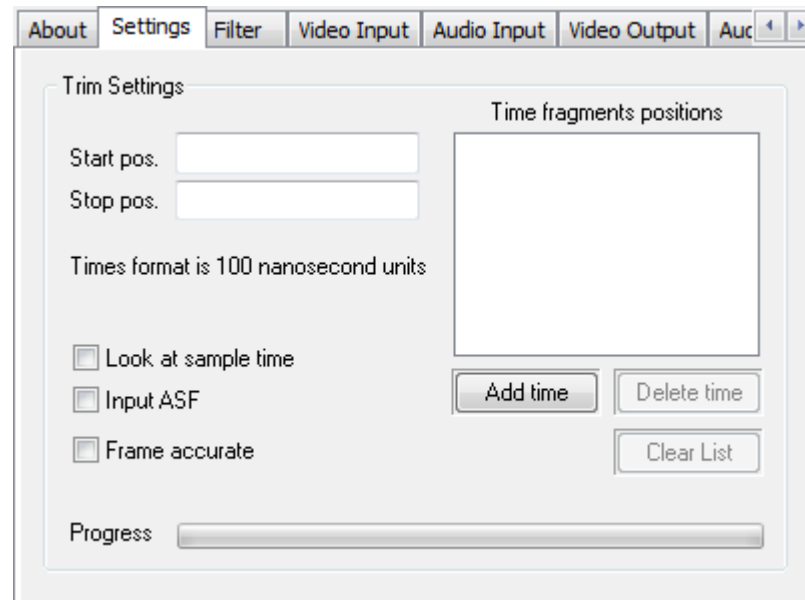 About Settings Filter Video Input Audio Input Video Output Aud
Trim Settings
Time fragments positions
Start pos.
Stop pos.
Times format is 100 nanosecond units
Look at sample time
Input ASF
Add time Delete time
Frame accurate
Clear List
Progress